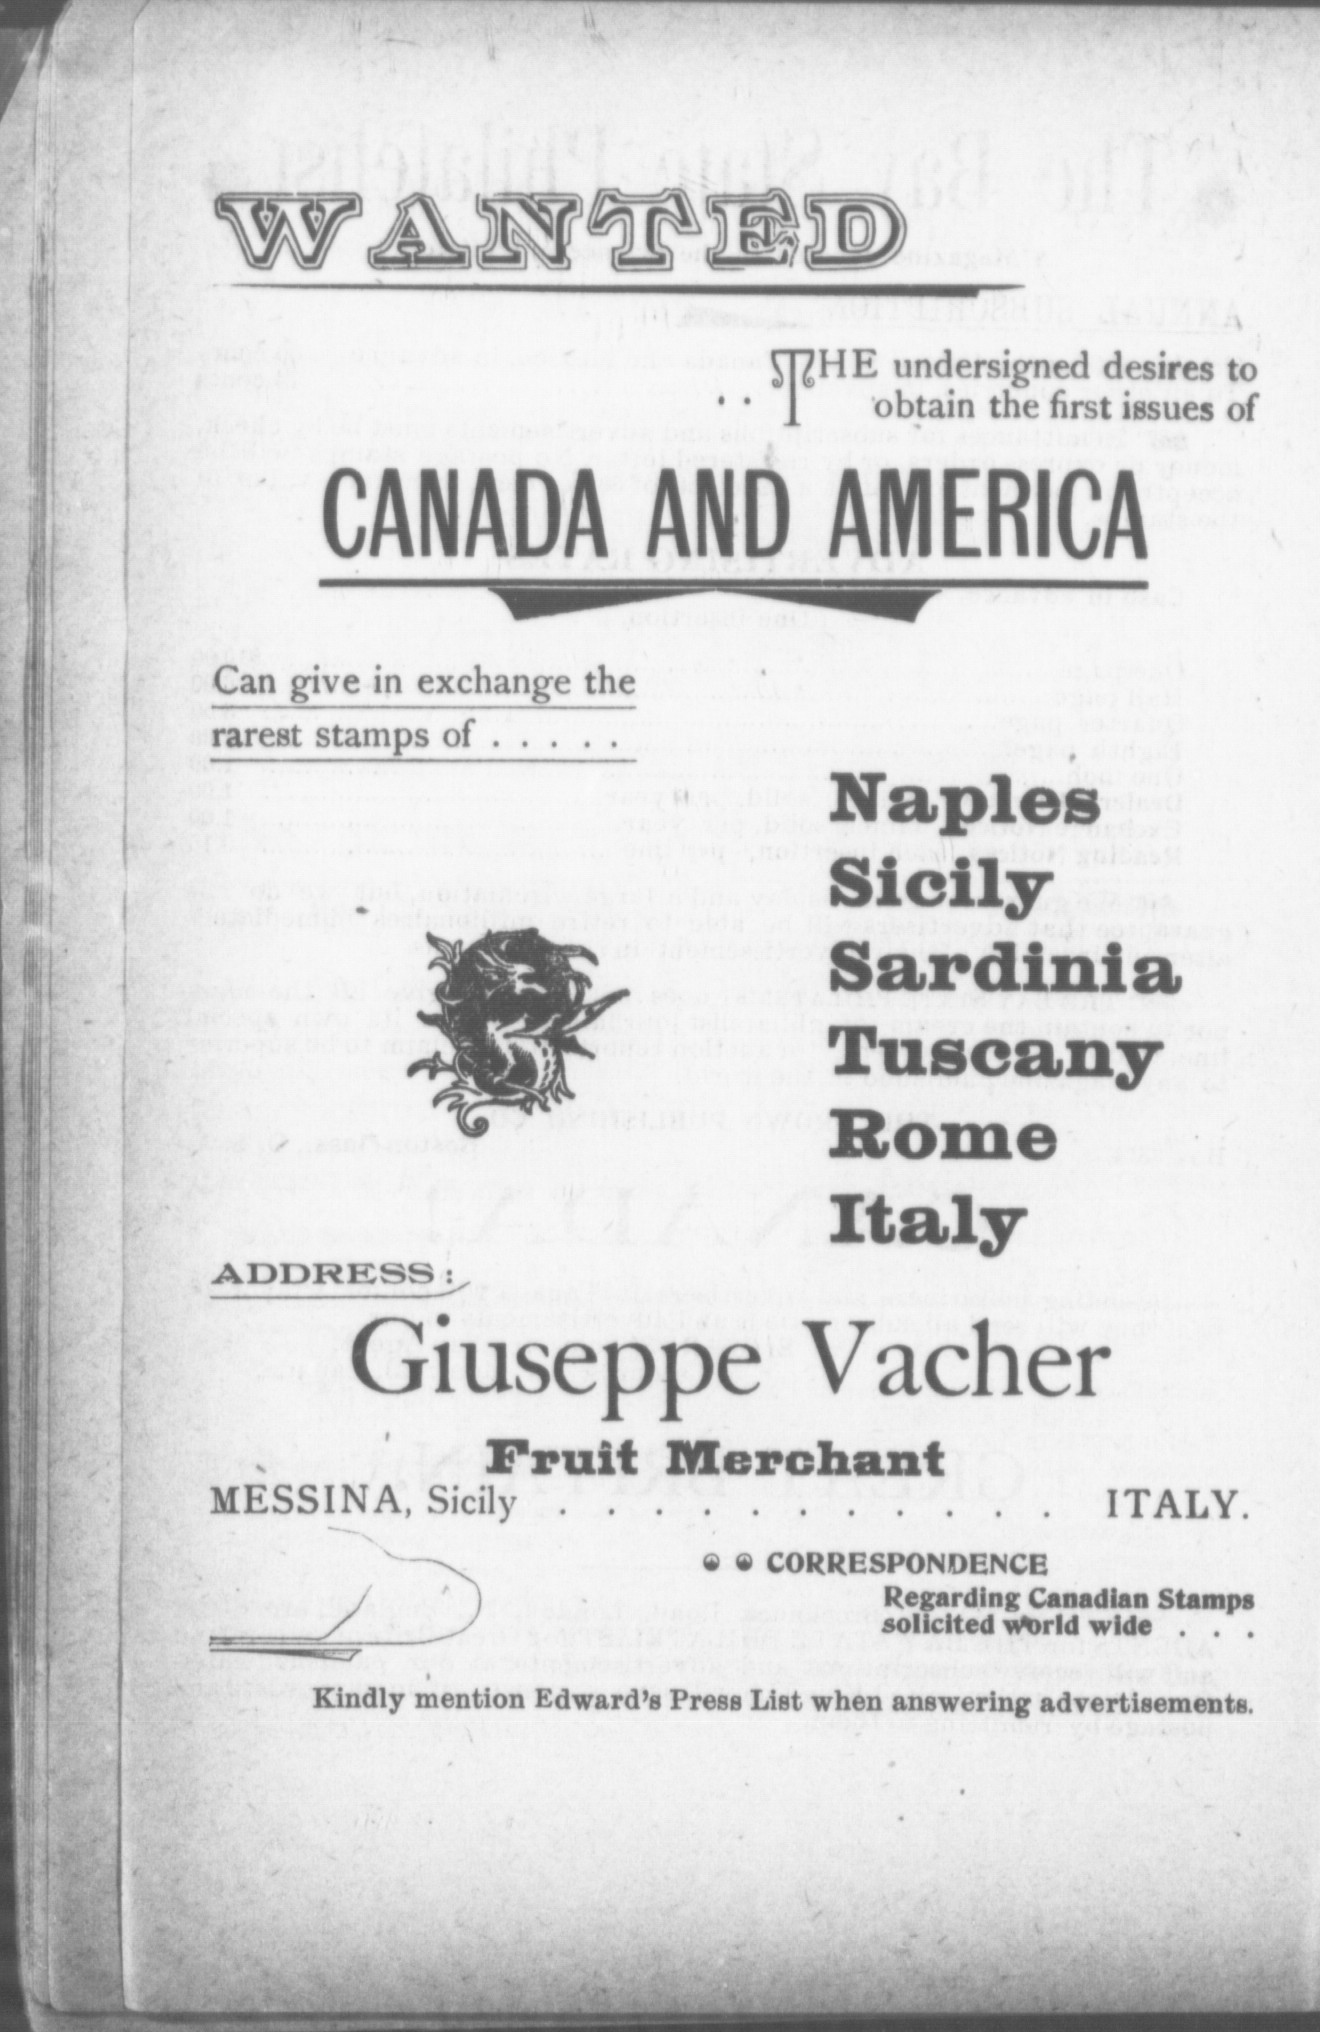 WANTED
. . THE undersigned desires to
obtain the first issues of
CANADA AND AMERICA
Can give in exchange the
rarest stamps of . . . . .
Naples
Sicily
Sardinia
Tuscany
Rome
Italy
ADDRESS:
Giuseppe Vacher
Fruit Merchant
MESSINA, Sicily . . . . . . . . . . . ITALY.
CORRESPONDENCE
Regarding Canadian Stamps
solicited world wide . . .
Kindly mention Edward's Press List when answering advertisements.